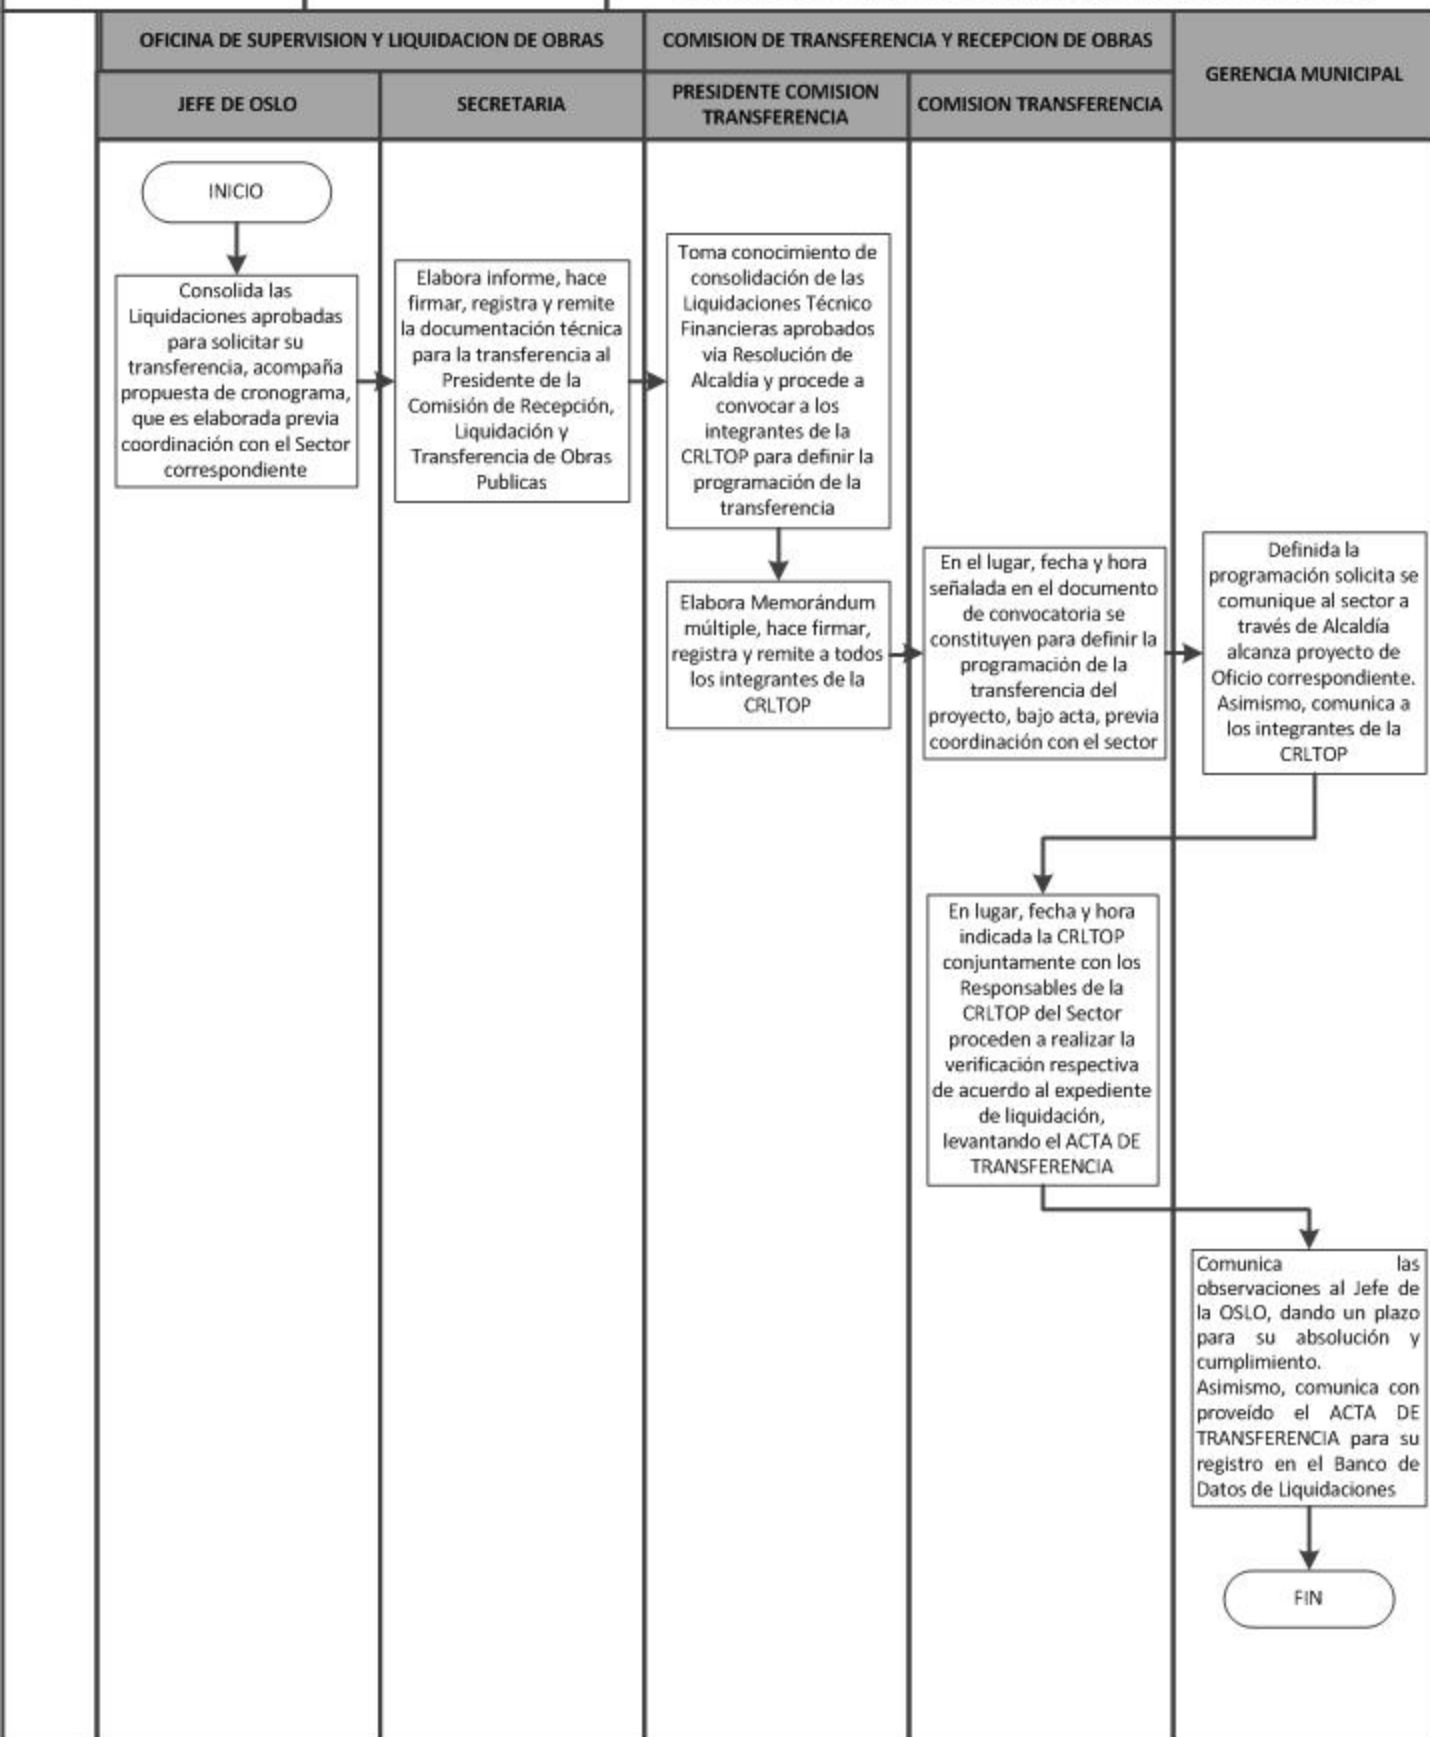 OFICINA DE SUPERVISION Y LIQUIDACION DE OBRAS
COMISION DE TRANSFERENCIA Y RECEPCION DE OBRAS
GERENCIA MUNICIPAL
JEFE DE OSLO
SECRETARIA
PRESIDENTE COMISION
TRANSFERENCIA
COMISION TRANSFERENCIA
INICIO
Consolida las
Liquidaciones aprobadas
para solicitar su
transferencia, acompaña
propuesta de cronograma,
que es elaborada previa
coordinación con el Sector
correspondiente
Elabora informe, hace
firmar, registra y remite
la documentación técnica
para la transferencia al
Presidente de la
Comisión de Recepción,
Liquidación y
Transferencia de Obras
Publicas
Toma conocimiento de
consolidación de las
Liquidaciones Técnico
Financieras aprobados
vía Resolución de
Alcaldía y procede a
convocar a los
integrantes de la
CRLTOP para definir la
programación de la
transferencia
Elabora Memorándum
múltiple, hace firmar,
registra y remite a todos
los integrantes de la
CRLTOP
En el lugar, fecha y hora
señalada en el documento
de convocatoria se
constituyen para definir la
programación de la
transferencia del
proyecto, bajo acta, previa
coordinación con el sector
Definida la
programación solicita se
comunique al sector a
través de Alcaldía
alcanza proyecto de
Oficio correspondiente.
Asimismo, comunica a
los integrantes de la
CRLTOP
En lugar, fecha y hora
indicada la CRLTOP
conjuntamente con los
Responsables de la
CRLTOP del Sector
proceden a realizar la
verificación respectiva
de acuerdo al expediente
de liquidación,
levantando el ACTA DE
TRANSFERENCIA
Comunica las
observaciones al Jefe de
la OSLO, dando un plazo
para su absolución y
cumplimiento.
Asimismo, comunica con
proveído el ACTA DE
TRANSFERENCIA para su
registro en el Banco de
Datos de Liquidaciones
FIN